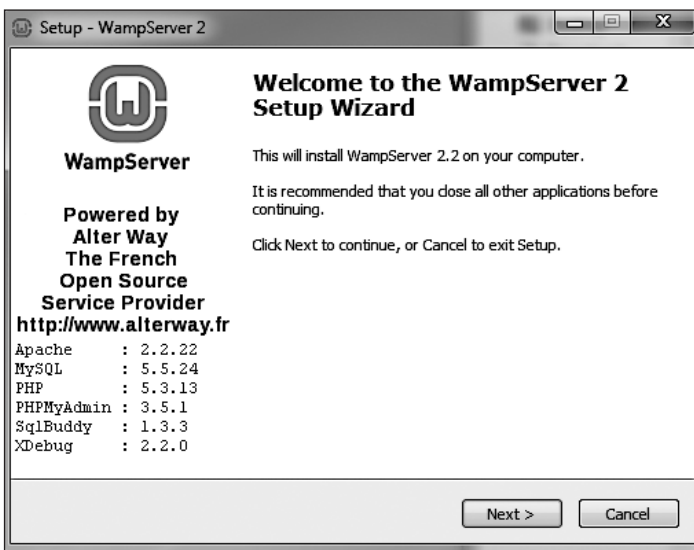 Setup - WampServer 2
WampServer
Powered by
Alter Way
The French
Open Source
Service Provider
http://www.alterway.fr
Apache : 2.2.22
MySQL : 5.5.24
PHP : 5.3.13
PHPMyAdmin : 3.5.1
SqlBuddy : 1.3.3
XDebug : 2.2.0
Welcome to the WampServer 2
Setup Wizard
This will install WampServer 2.2 on your computer.
It is recommended that you close all other applications before
continuing.
Click Next to continue, or Cancel to exit Setup.
Next >
Cancel